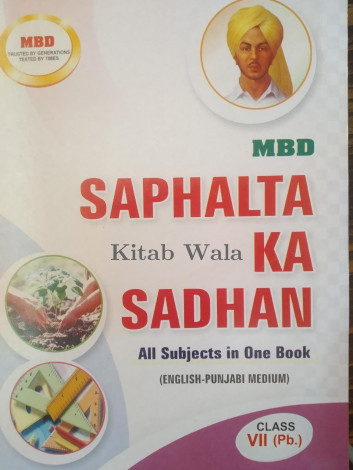 MBD
TRUSTED BY GENERATIONS
TESTED BY TIMES
MBD
SAPHALTA
Kitab Wala
KA
SADHAN
All Subjects in One Book
(ENGLISH-PUNJABI MEDIUM)
CLASS
VII (Pb.)